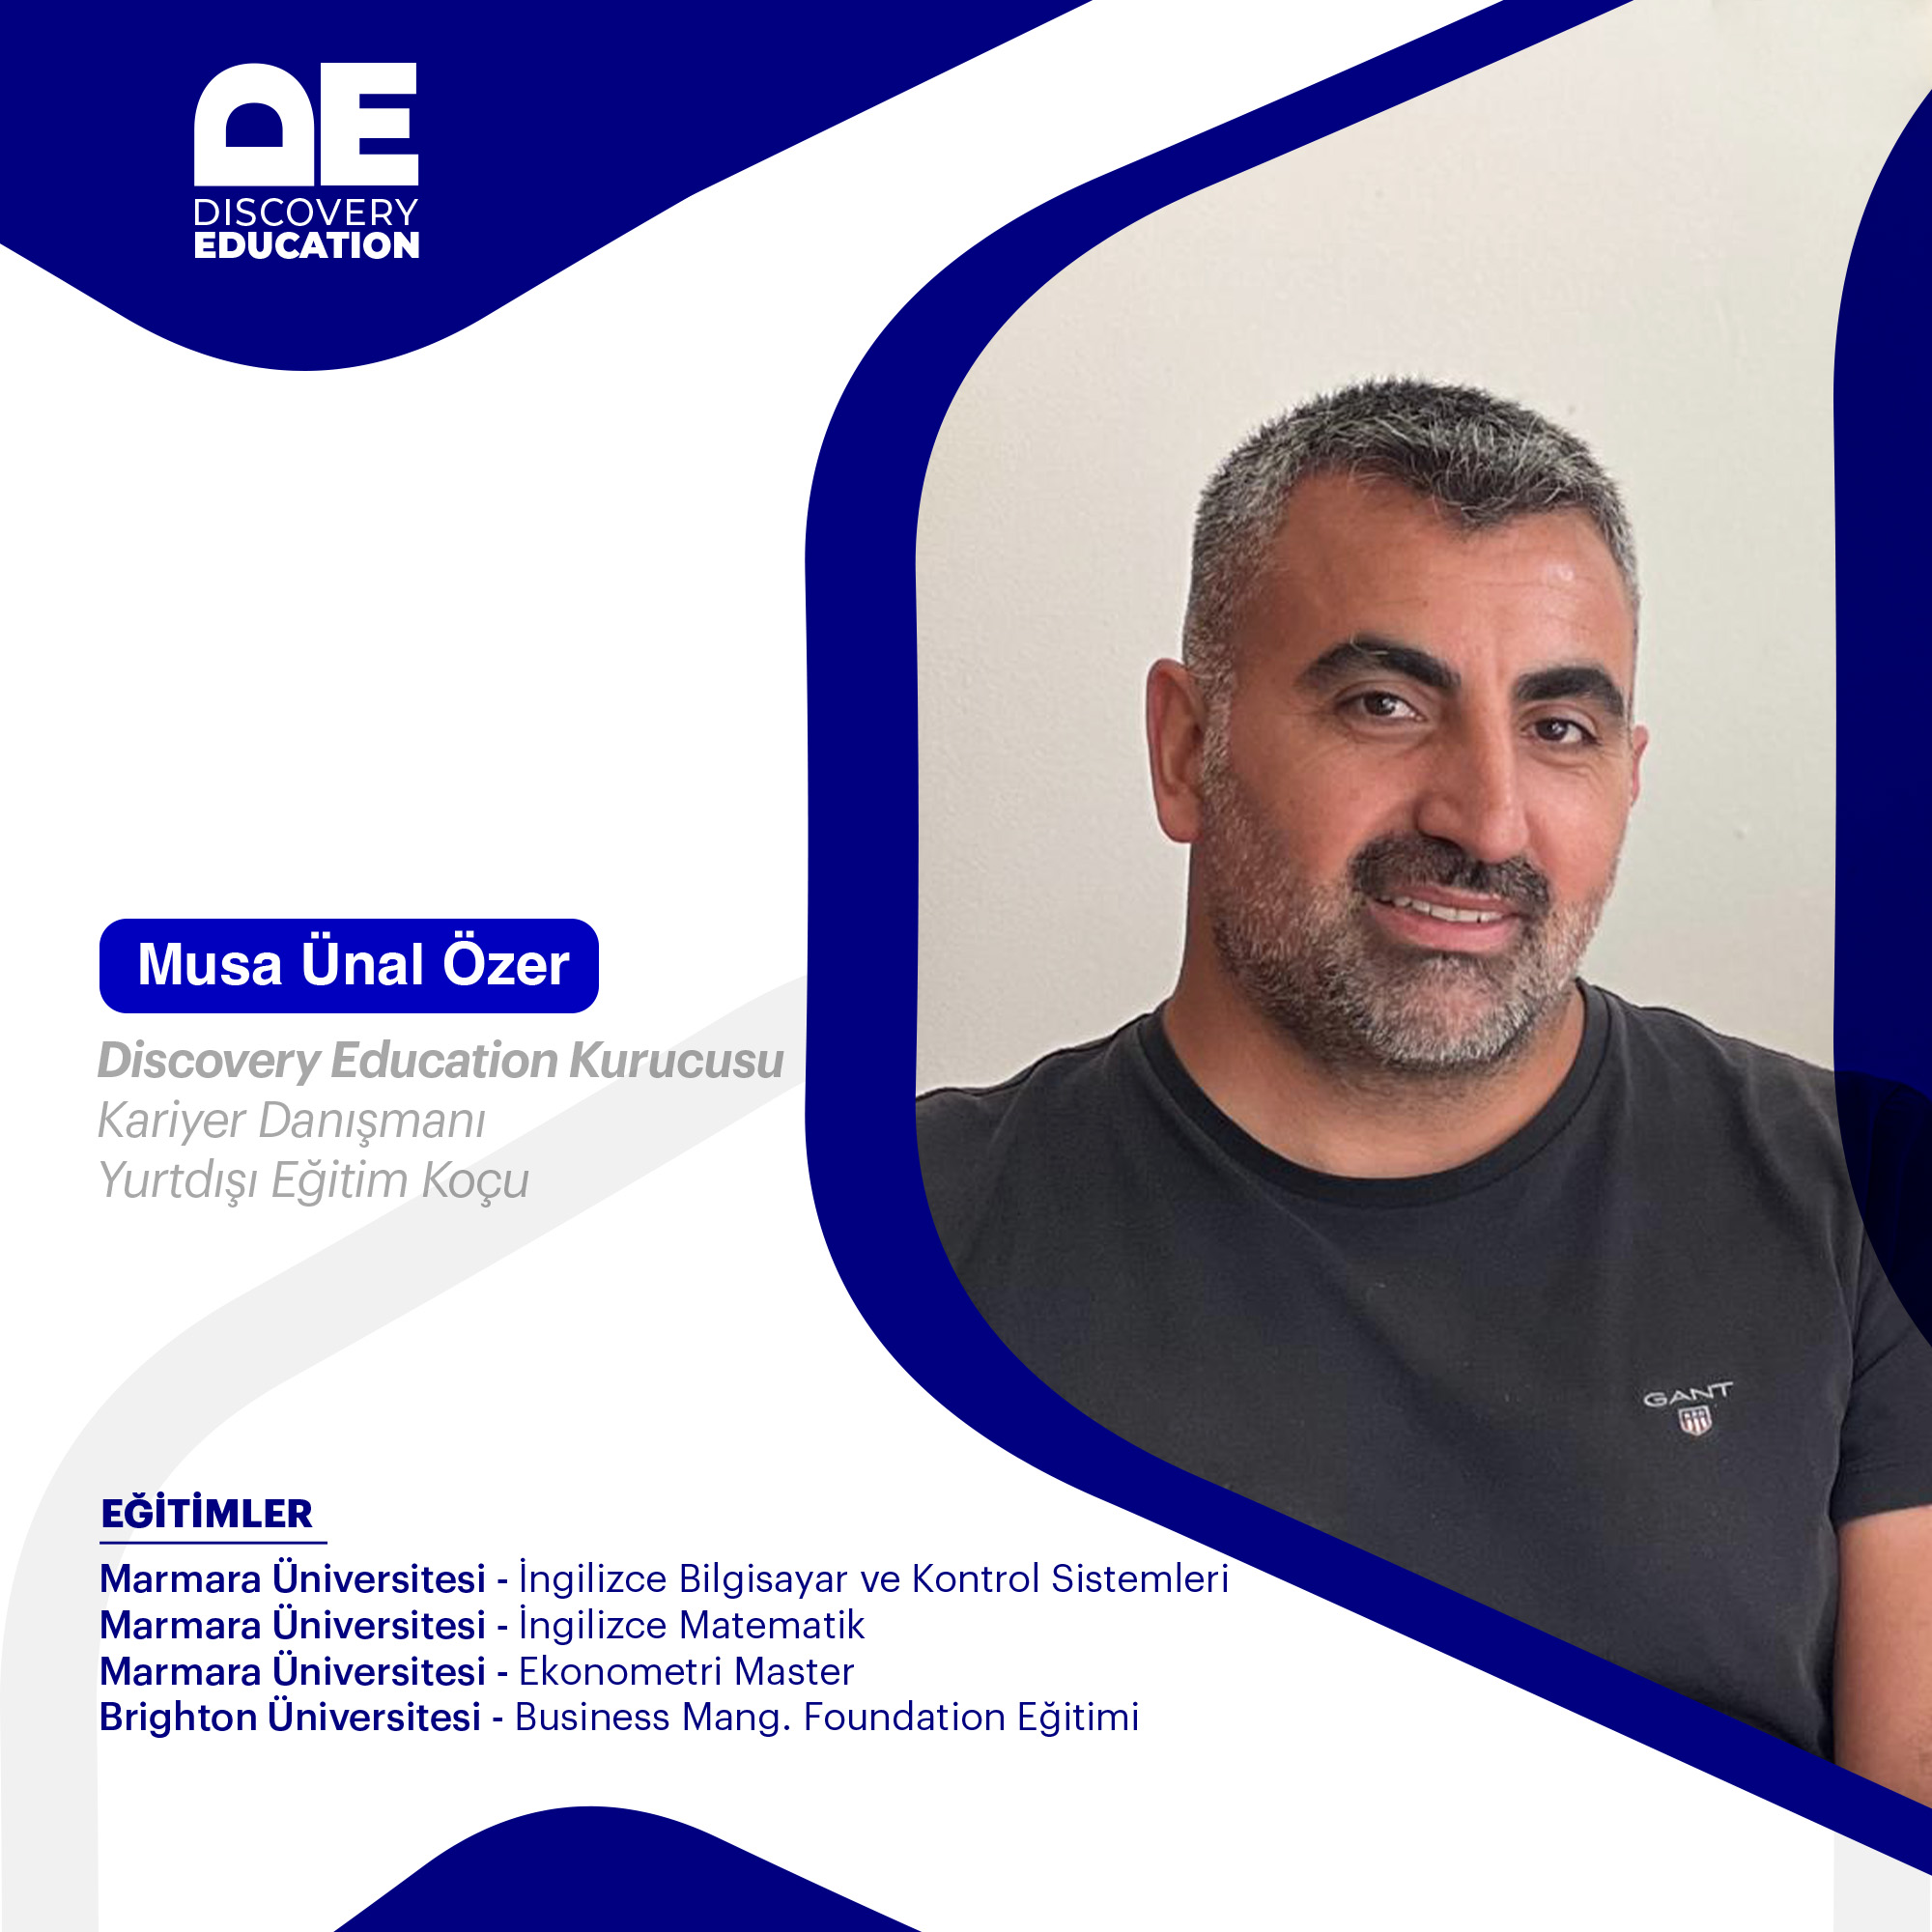 DE
DISCOVERY
EDUCATION
Musa Ünal Özer
Discovery Education Kurucusu
Kariyer Danışmanı
Yurtdışı Eğitim Koçu
GANT
EĞİTİMLER
Marmara Üniversitesi - İngilizce Bilgisayar ve Kontrol Sistemleri
Marmara Üniversitesi - İngilizce Matematik
Marmara Üniversitesi - Ekonometri Master
Brighton Üniversitesi - Business Mang. Foundation Eğitimi